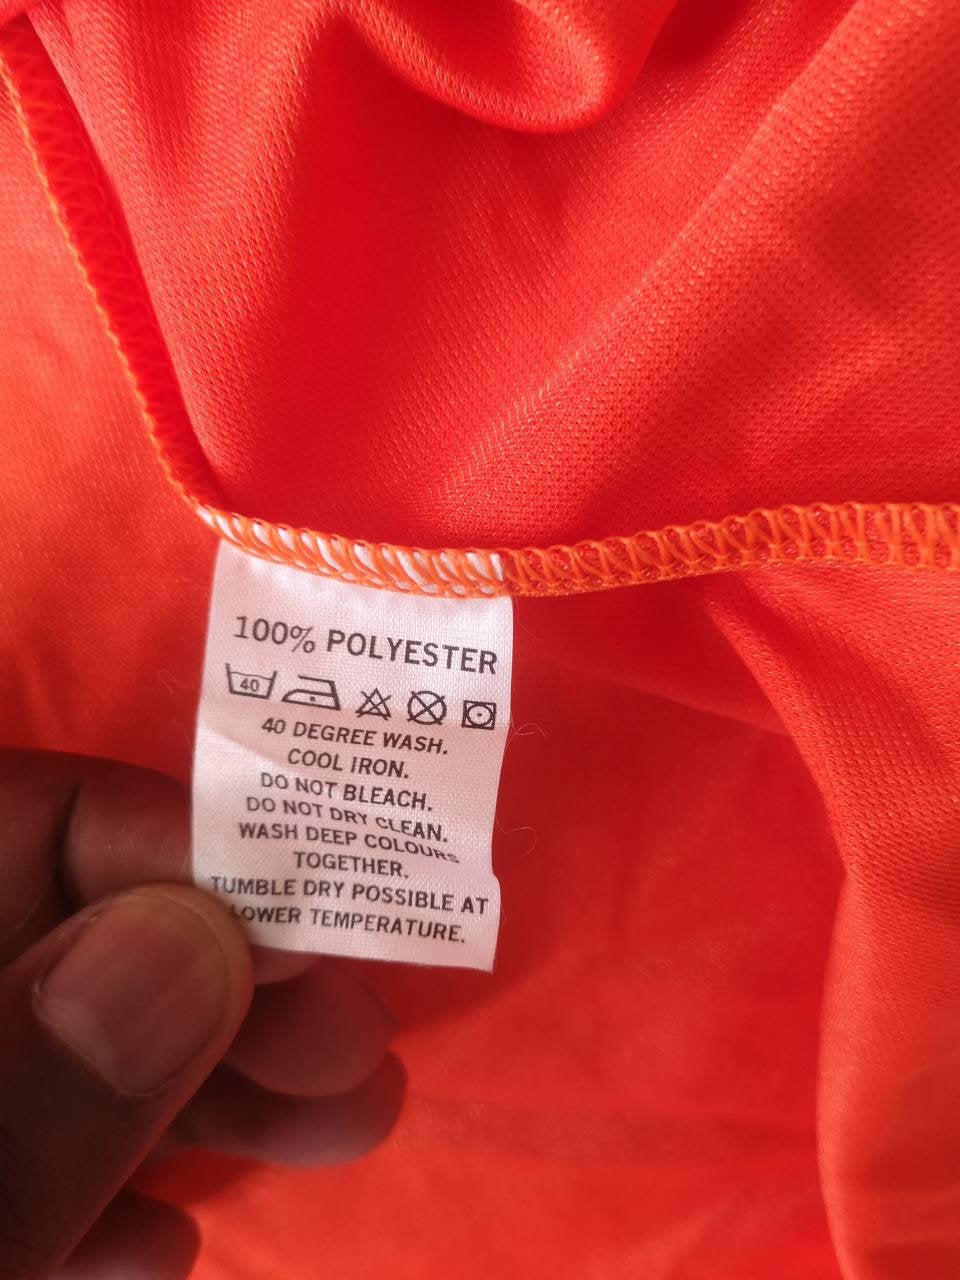 100% POLYESTER
40
40 DEGREE WASH.
COOL IRON.
DO NOT BLEACH.
DO NOT DRY CLEAN.
WASH DEEP COLOURS
TOGETHER.
TUMBLE DRY POSSIBLE AT
LOWER TEMPERATURE.